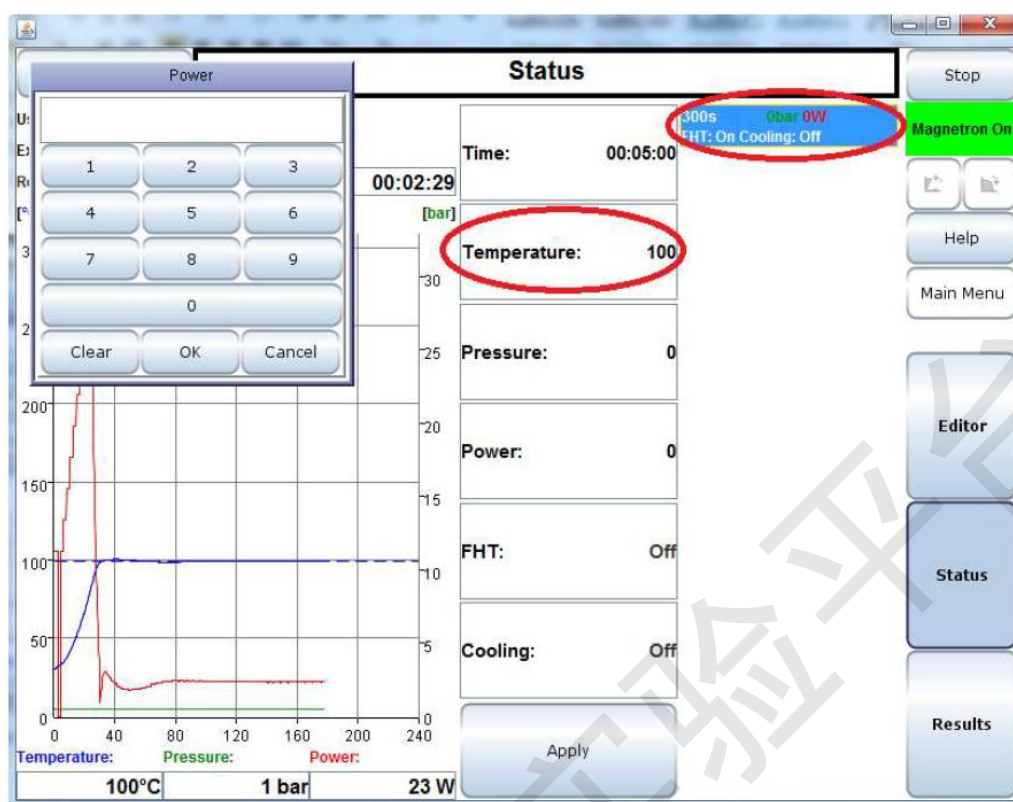 Status
Stop
Power
1 2 3
4 5 6
7 8 9
0
Clear OK Cancel
00:02:29
[bar]
30
25
200 20
150 15
100 10
50 5
0 0
0 40 80 120 160 200 240
Temperature: Pressure: Power:
100°C 1 bar 23 W
Time: 00:05:00
Temperature: 100
Pressure: 0
Power: 0
FHT: Off
Cooling: Off
Apply
300s 0bar 0W
FHT: On Cooling: Off
Magnetron On
Help
Main Menu
Editor
Status
Results
实验平台